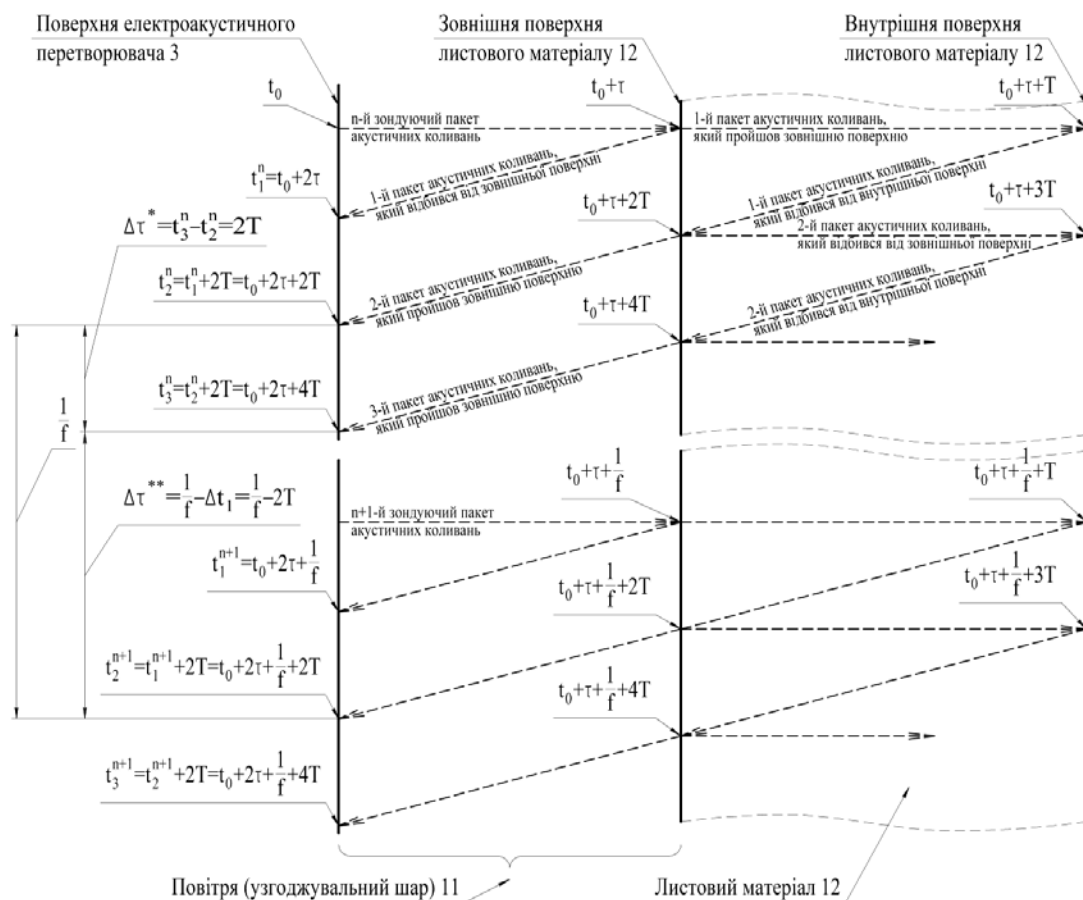 Поверхня електроакустичного
перетворювача 3
Зовнішня поверхня
листового матеріалу 12
Внутрішня поверхня
листового матеріалу 12
t₀
t₀+τ
t₀+τ+T
n-й зондуючий пакет
акустичних коливань
1-й пакет акустичних коливань,
який пройшов зовнішню поверхню
1-й пакет акустичних коливань,
який відбився від зовнішньої поверхні
1-й пакет акустичних коливань,
який відбився від внутрішньої поверхні
t₁ⁿ=t₀+2τ
t₀+τ+2T
t₀+τ+3T
Δτ*=t₃ⁿ-t₂ⁿ=2T
2-й пакет акустичних коливань,
який відбився від зовнішньої поверхні
t₂ⁿ=t₁ⁿ+2T=t₀+2τ+2T
2-й пакет акустичних коливань,
який пройшов зовнішню поверхню
2-й пакет акустичних коливань,
який відбився від внутрішньої поверхні
t₀+τ+4T
t₃ⁿ=t₂ⁿ+2T=t₀+2τ+4T
3-й пакет акустичних коливань,
який пройшов зовнішню поверхню
1/f
Δτ**=1/f-Δt₁=1/f-2T
t₀+τ+1/f
t₀+τ+1/f+T
n+1-й зондуючий пакет
акустичних коливань
t₁ⁿ⁺¹=t₀+2τ+1/f
t₀+τ+1/f+2T
t₀+τ+1/f+3T
t₂ⁿ⁺¹=t₁ⁿ⁺¹+2T=t₀+2τ+1/f+2T
t₀+τ+1/f+4T
t₃ⁿ⁺¹=t₂ⁿ⁺¹+2T=t₀+2τ+1/f+4T
Повітря (узгоджувальний шар) 11
Листовий матеріал 12